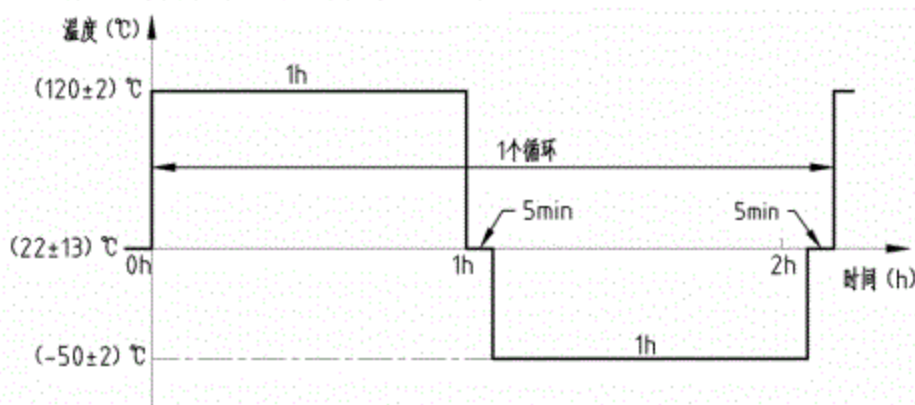 温度 (℃)
1h
(120±2) ℃
1个循环
5min
5min
(22±13) ℃
0h
1h
2h
时间 (h)
1h
(-50±2) ℃